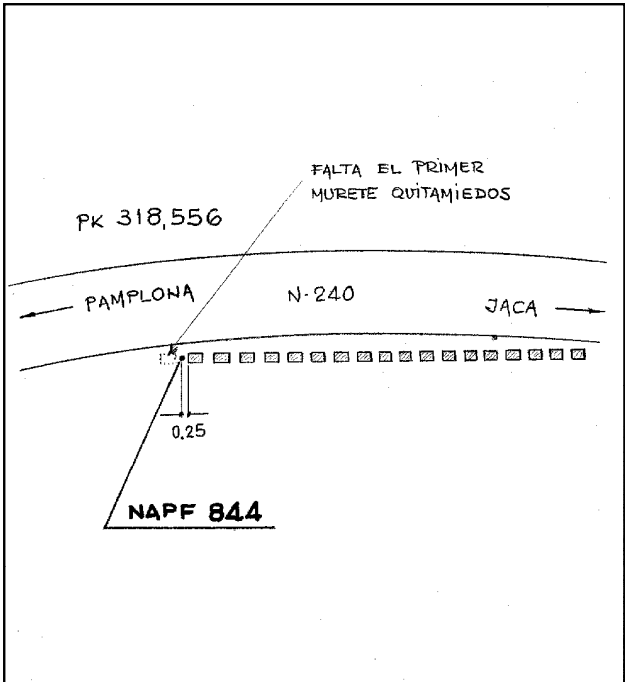 FALTA EL PRIMER
MURETE QUITAMIEDOS
PK 318,556
PAMPLONA
N-240
JACA
0.25
NAPF 844